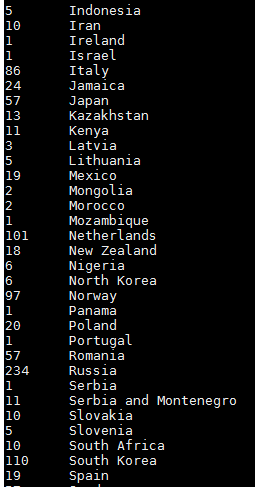 5 Indonesia
10 Iran
1 Ireland
1 Israel
86 Italy
24 Jamaica
57 Japan
13 Kazakhstan
11 Kenya
3 Latvia
5 Lithuania
19 Mexico
2 Mongolia
2 Morocco
1 Mozambique
101 Netherlands
18 New Zealand
6 Nigeria
6 North Korea
97 Norway
1 Panama
20 Poland
1 Portugal
57 Romania
234 Russia
1 Serbia
11 Serbia and Montenegro
10 Slovakia
5 Slovenia
10 South Africa
110 South Korea
19 Spain